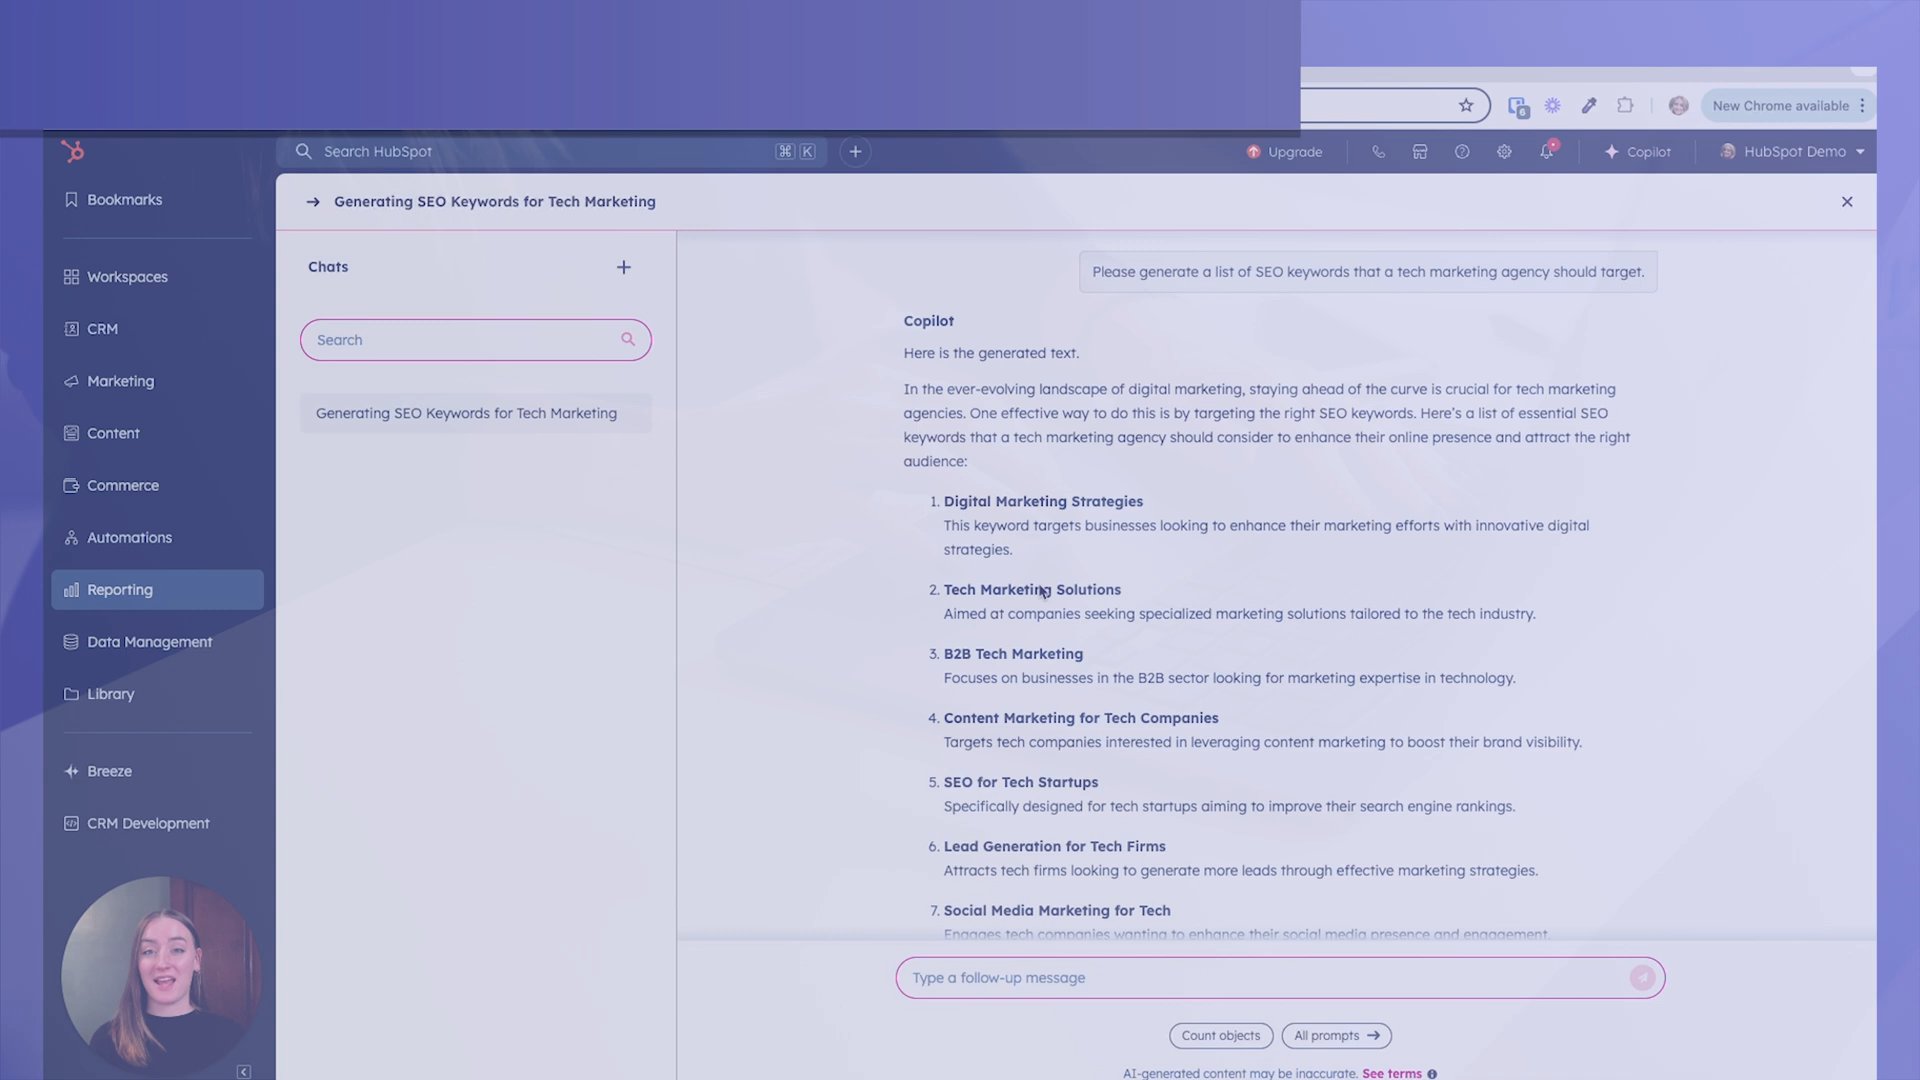 New Chrome available
6
Search HubSpot
⌘ K
Upgrade
Copilot
HubSpot Demo
Bookmarks
Workspaces
CRM
Marketing
Content
Commerce
Automations
Reporting
Data Management
Library
Breeze
CRM Development
Generating SEO Keywords for Tech Marketing
Chats
Search
Generating SEO Keywords for Tech Marketing
Please generate a list of SEO keywords that a tech marketing agency should target.
Copilot
Here is the generated text.
In the ever-evolving landscape of digital marketing, staying ahead of the curve is crucial for tech marketing
agencies. One effective way to do this is by targeting the right SEO keywords. Here's a list of essential SEO
keywords that a tech marketing agency should consider to enhance their online presence and attract the right
audience:
1. Digital Marketing Strategies
This keyword targets businesses looking to enhance their marketing efforts with innovative digital
strategies.
2. Tech Marketing Solutions
Aimed at companies seeking specialized marketing solutions tailored to the tech industry.
3. B2B Tech Marketing
Focuses on businesses in the B2B sector looking for marketing expertise in technology.
4. Content Marketing for Tech Companies
Targets tech companies interested in leveraging content marketing to boost their brand visibility.
5. SEO for Tech Startups
Specifically designed for tech startups aiming to improve their search engine rankings.
6. Lead Generation for Tech Firms
Attracts tech firms looking to generate more leads through effective marketing strategies.
7. Social Media Marketing for Tech
Engages tech companies wanting to enhance their social media presence and engagement.
Type a follow-up message
Count objects
All prompts
AI-generated content may be inaccurate. See terms